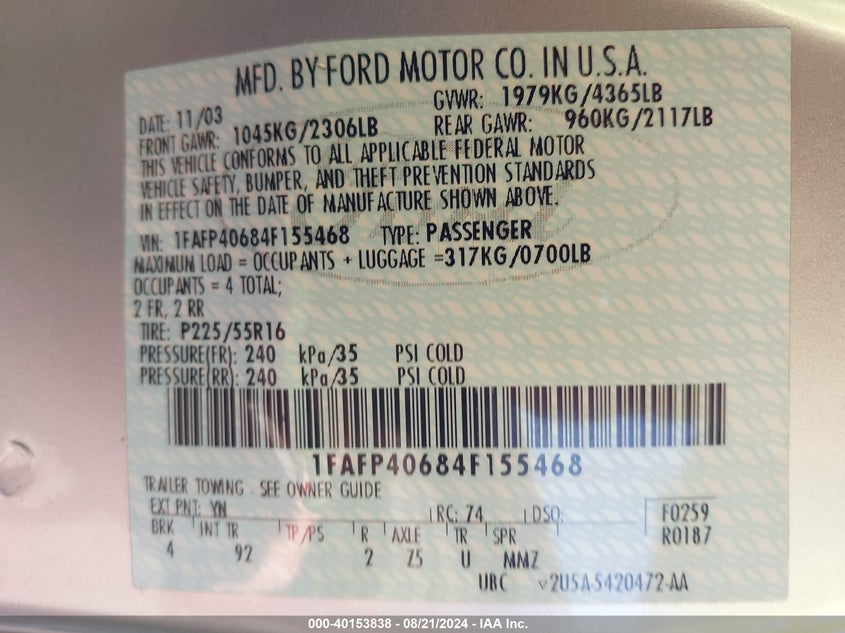 MFD. BY FORD MOTOR CO. IN U.S.A.
DATE: 11/03 GVWR: 1979KG/4365LB
FRONT GAWR: 1045KG/2306LB REAR GAWR: 960KG/2117LB
THIS VEHICLE CONFORMS TO ALL APPLICABLE FEDERAL MOTOR
VEHICLE SAFETY, BUMPER, AND THEFT PREVENTION STANDARDS
IN EFFECT ON THE DATE OF MANUFACTURE SHOWN ABOVE.
VIN: 1FAFP40684F155468 TYPE: PASSENGER
MAXIMUM LOAD = OCCUPANTS + LUGGAGE =317KG/0700LB
OCCUPANTS = 4 TOTAL;
2 FR, 2 RR
TIRE: P225/55R16
PRESSURE(FR): 240 kPa/35 PSI COLD
PRESSURE(RR): 240 kPa/35 PSI COLD
1FAFP40684F155468
TRAILER TOWING - SEE OWNER GUIDE
EXT PNT: YN RC: 74 DSO: F0259
BRK INT TR TP/PS R AXLE TR SPR R0187
4 92 2 Z5 U MMZ
UBC v2U5A-5420472-AA
000-40153838 - 08/21/2024 - IAA Inc.